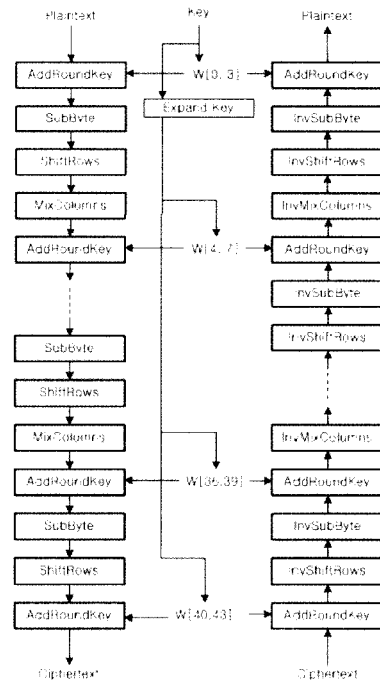 Plaintext
Key
Plaintext
AddRoundKey
W[0, 3]
AddRoundKey
Expand Key
SubByte
InvSubByte
ShiftRows
InvShiftRows
MixColumns
InvMixColumns
AddRoundKey
W[4, 7]
AddRoundKey
InvSubByte
SubByte
InvShiftRows
ShiftRows
MixColumns
InvMixColumns
AddRoundKey
W[36,39]
AddRoundKey
SubByte
InvSubByte
ShiftRows
InvShiftRows
AddRoundKey
W[40,43]
AddRoundKey
Ciphertext
Ciphertext